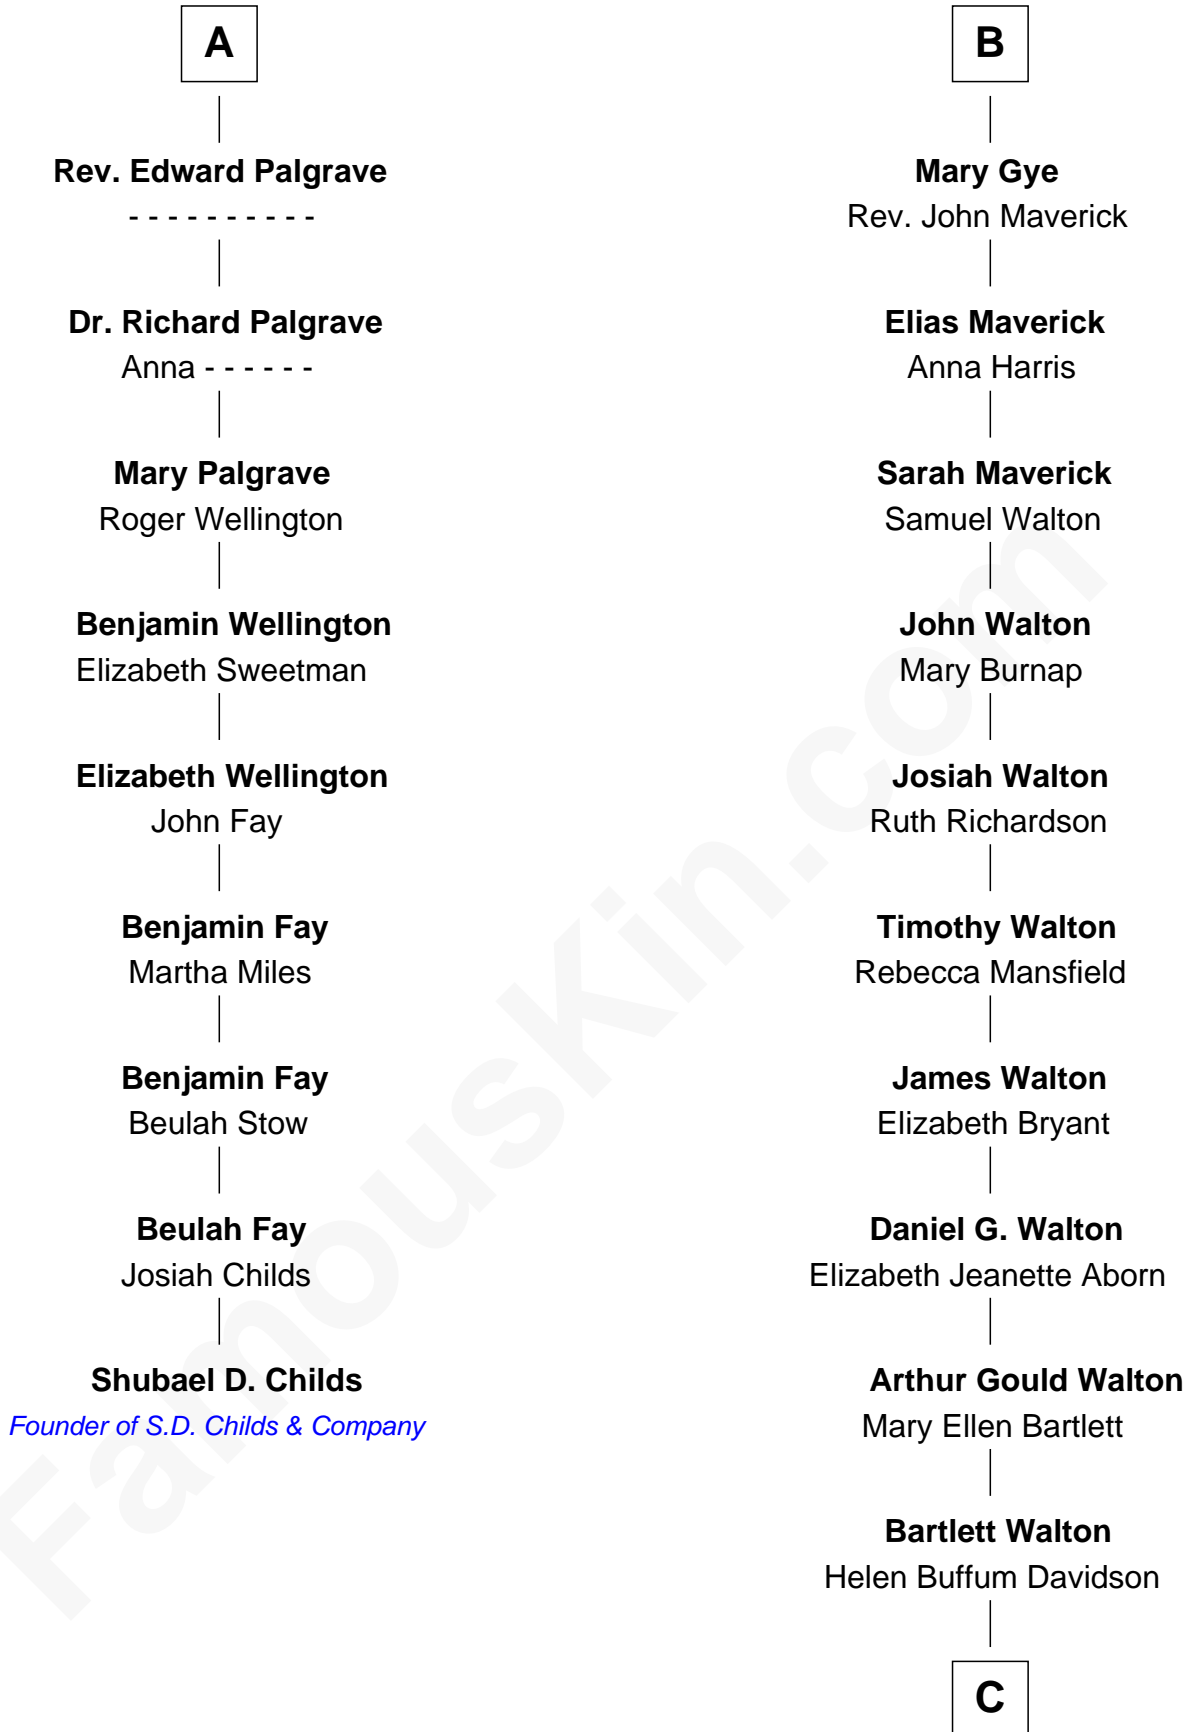 A
Rev. Edward Palgrave
- - - - - - - - - -
Dr. Richard Palgrave
Anna - - - - - -
Mary Palgrave
Roger Wellington
Benjamin Wellington
Elizabeth Sweetman
Elizabeth Wellington
John Fay
Benjamin Fay
Martha Miles
Benjamin Fay
Beulah Stow
Beulah Fay
Josiah Childs
Shubael D. Childs
Founder of S.D. Childs & Company
B
Mary Gye
Rev. John Maverick
Elias Maverick
Anna Harris
Sarah Maverick
Samuel Walton
John Walton
Mary Burnap
Josiah Walton
Ruth Richardson
Timothy Walton
Rebecca Mansfield
James Walton
Elizabeth Bryant
Daniel G. Walton
Elizabeth Jeanette Aborn
Arthur Gould Walton
Mary Ellen Bartlett
Bartlett Walton
Helen Buffum Davidson
C
FamousKin.com